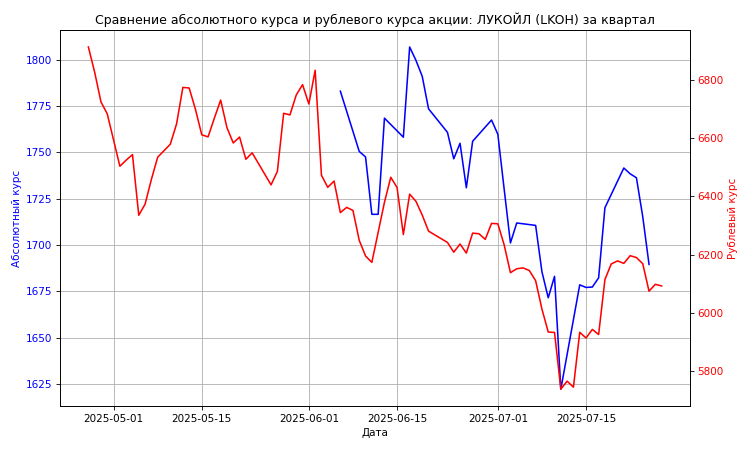 Сравнение абсолютного курса и рублевого курса акции: ЛУКОЙЛ (LKOH) за квартал
Абсолютный курс
1800
1775
1750
1725
1700
1675
1650
1625
6800
6600
6400
6200
6000
5800
Рублевый курс
2025-05-01 2025-05-15 2025-06-01 2025-06-15 2025-07-01 2025-07-15
Дата